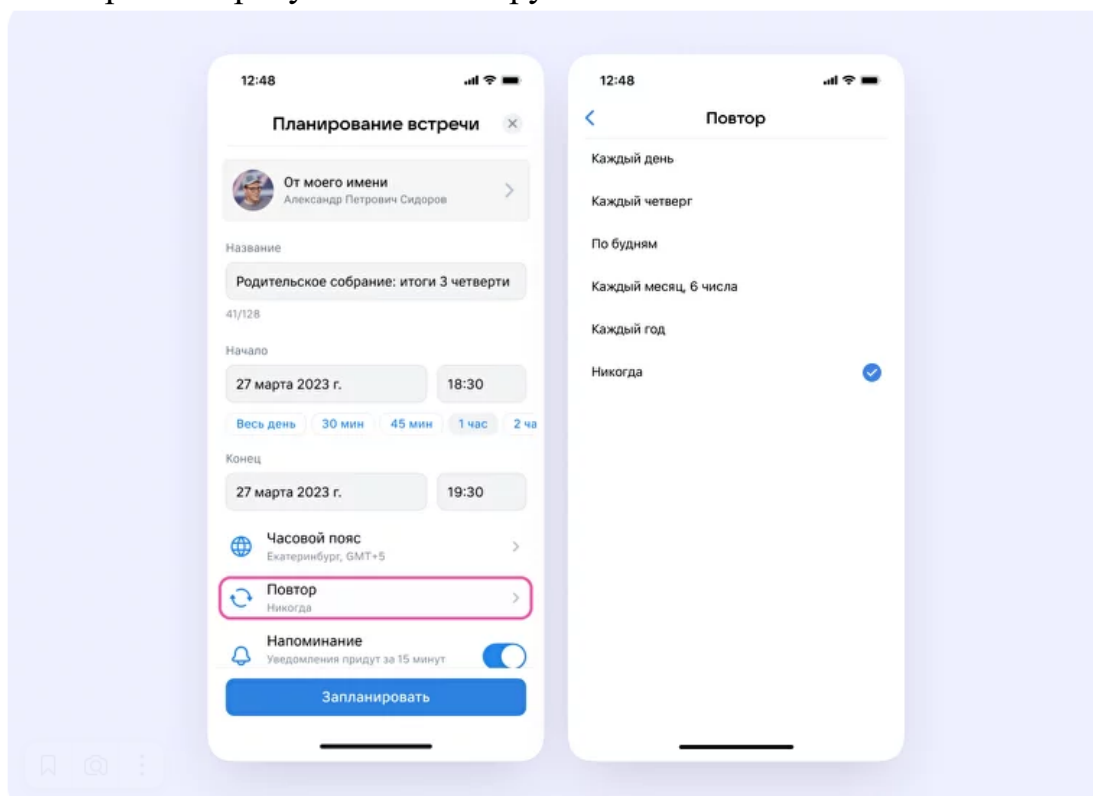 12:48
Планирование встречи
От моего имени
Александр Петрович Сидоров
Название
Родительское собрание: итоги 3 четверти
41/128
Начало
27 марта 2023 г. 18:30
Весь день 30 мин 45 мин 1 час 2 ча
Конец
27 марта 2023 г. 19:30
Часовой пояс
Екатеринбург, GMT+5
Повтор
Никогда
Напоминание
Уведомления придут за 15 минут
Запланировать
12:48
Повтор
Каждый день
Каждый четверг
По будням
Каждый месяц, 6 числа
Каждый год
Никогда